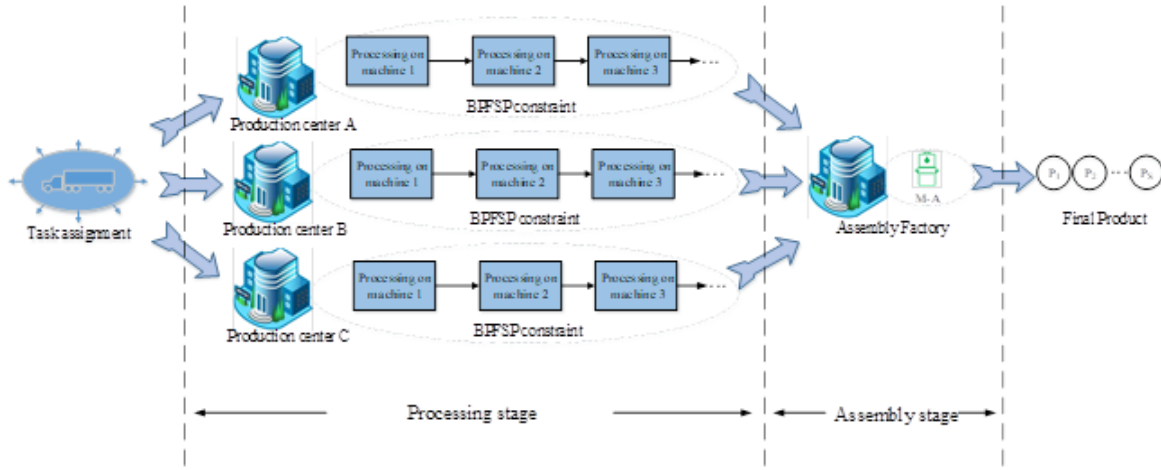 Task assignment
Processing on
machine 1
Processing on
machine 2
Processing on
machine 3
....
BPFSP constraint
Production center A
Processing on
machine 1
Processing on
machine 2
Processing on
machine 3
....
BPFSP constraint
Production center B
Processing on
machine 1
Processing on
machine 2
Processing on
machine 3
....
BPFSP constraint
Production center C
M-A
Assembly Factory
P1 P2 ... PN
Final Product
Processing stage
Assembly stage